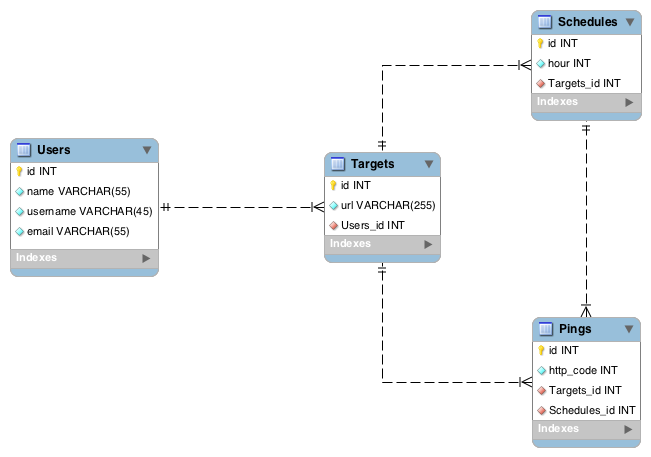 Schedules
id INT
hour INT
Targets_id INT
Indexes
Users
id INT
name VARCHAR(55)
username VARCHAR(45)
email VARCHAR(55)
Indexes
Targets
id INT
url VARCHAR(255)
Users_id INT
Indexes
Pings
id INT
http_code INT
Targets_id INT
Schedules_id INT
Indexes